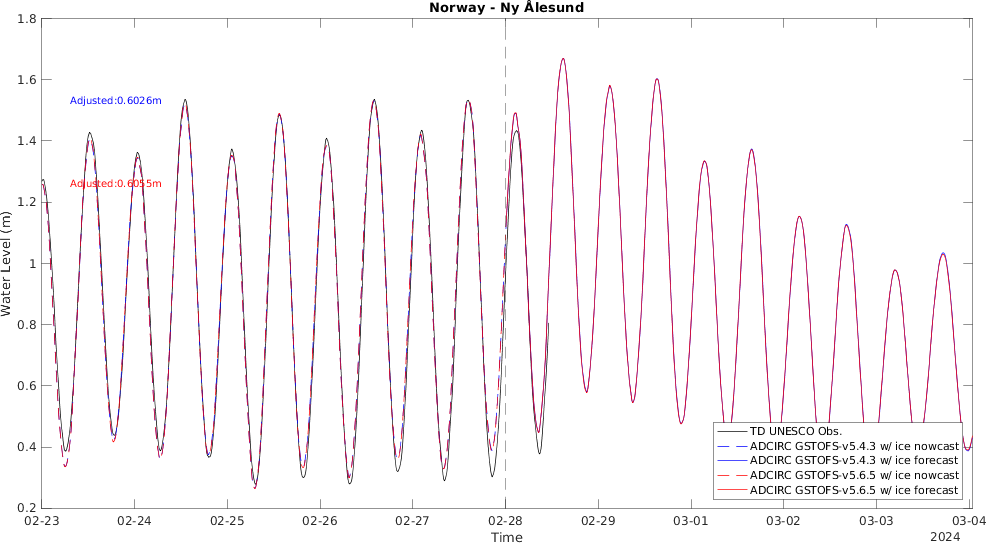 Norway - Ny Ålesund
1.8
1.6
1.4
1.2
1
0.8
0.6
0.4
0.2
Water Level (m)
Adjusted:0.6026m
Adjusted:0.6055m
TD UNESCO Obs.
ADCIRC GSTOFS-v5.4.3 w/ ice nowcast
ADCIRC GSTOFS-v5.4.3 w/ ice forecast
ADCIRC GSTOFS-v5.6.5 w/ ice nowcast
ADCIRC GSTOFS-v5.6.5 w/ ice forecast
02-23 02-24 02-25 02-26 02-27 02-28 02-29 03-01 03-02 03-03 03-04
Time
2024